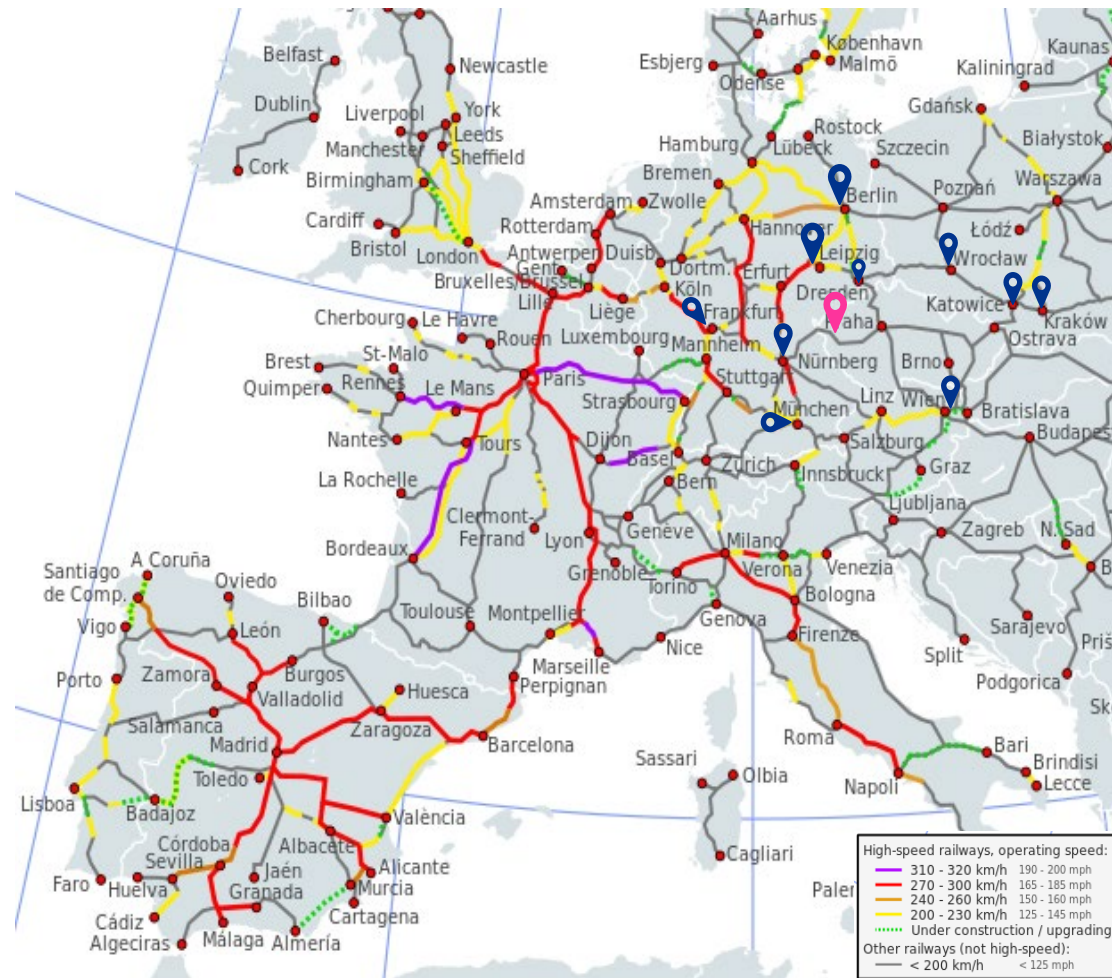 Aarhus
København
Malmö
Esbjerg
Odense
Kaunas
Kaliningrad
Belfast
Newcastle
Gdańsk
Dublin
Liverpool
York
Leeds
Manchester
Sheffield
Rostock
Lübeck
Hamburg
Szczecin
Białystok
Cork
Birmingham
Bremen
Amsterdam
Zwolle
Berlin
Poznań
Warszawa
Cardiff
Rotterdam
Hannover
Łódź
Bristol
London
Antwerpen
Duisb.
Dortm.
Leipzig
Wrocław
Gent
Bruxelles/Brussel
Erfurt
Köln
Dresden
Katowice
Lille
Liège
Frankfurt
Praha
Kraków
Cherbourg
Le Havre
Rouen
Luxembourg
Mannheim
Ostrava
Brest
St-Malo
Nürnberg
Brno
Quimper
Rennes
Le Mans
Paris
Stuttgart
Strasbourg
München
Linz
Wien
Bratislava
Nantes
Tours
Dijon
Basel
Zürich
Salzburg
Budapes
La Rochelle
Bern
Innsbruck
Graz
Ljubljana
Clermont-
Ferrand
Genéve
Zagreb
N. Sad
Lyon
Milano
Bordeaux
Grenoble
Torino
Verona
Venezia
B
A Coruña
Santiago
de Comp.
Oviedo
Bilbao
Toulouse
Montpellier
Genova
Bologna
Vigo
León
Firenze
Sarajevo
Priš
Nice
Split
Burgos
Marseille
Podgorica
Porto
Zamora
Valladolid
Huesca
Perpignan
Salamanca
Zaragoza
Sk
Madrid
Barcelona
Roma
Sassari
Olbia
Bari
Toledo
Brindisi
Lecce
Lisboa
Badajoz
València
Napoli
Córdoba
Albacete
Sevilla
Alicante
Cagliari
Faro
Huelva
Jaén
Granada
Murcia
Cartagena
Paler
Cádiz
Algeciras
Málaga
Almería
High-speed railways, operating speed:
310 - 320 km/h 190 - 200 mph
270 - 300 km/h 165 - 185 mph
240 - 260 km/h 150 - 160 mph
200 - 230 km/h 125 - 145 mph
Under construction / upgrading
Other railways (not high-speed):
< 200 km/h < 125 mph